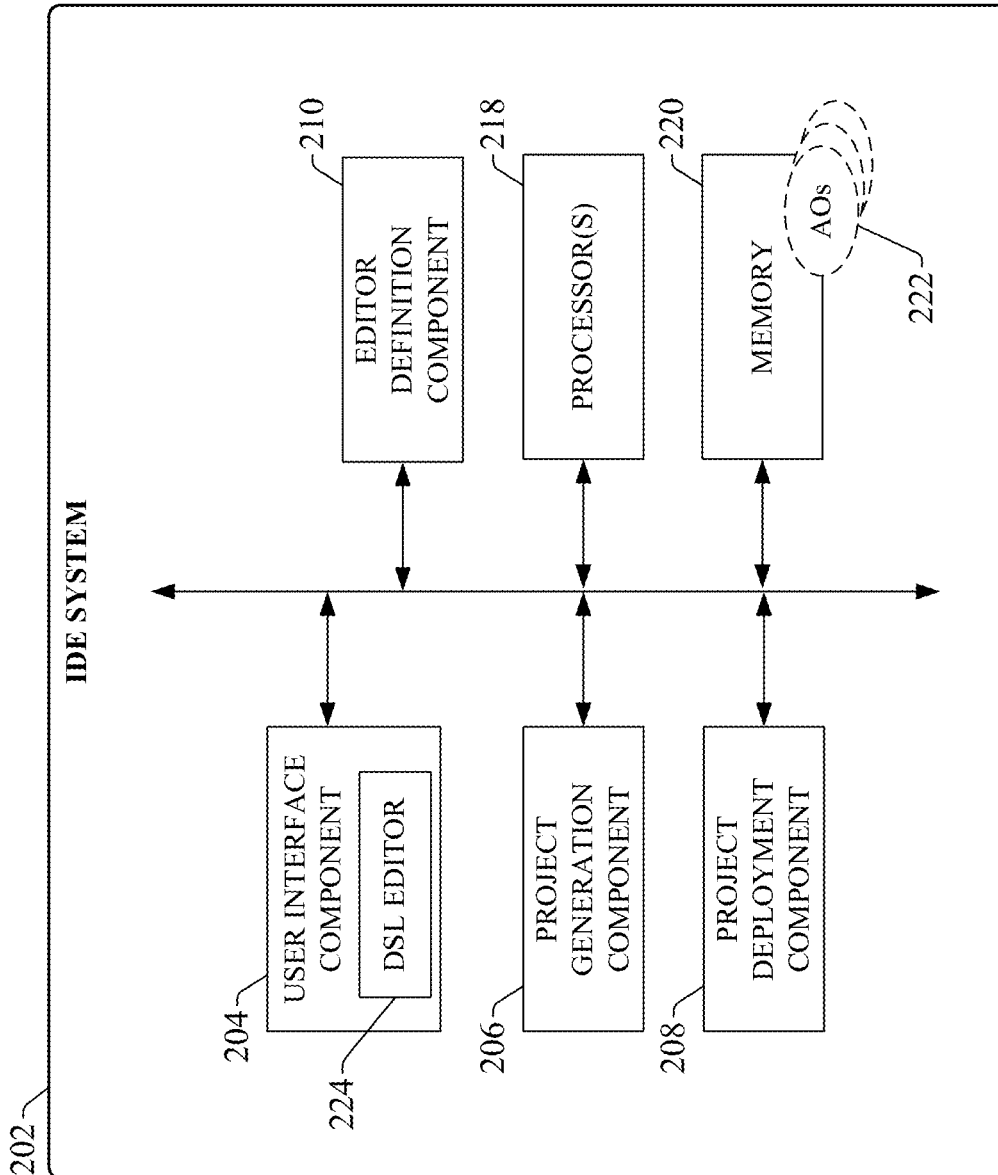 202
IDE SYSTEM
204
USER INTERFACE
COMPONENT
224
DSL EDITOR
206
PROJECT
GENERATION
COMPONENT
208
PROJECT
DEPLOYMENT
COMPONENT
210
EDITOR
DEFINITION
COMPONENT
218
PROCESSOR(S)
220
MEMORY
AOs
222